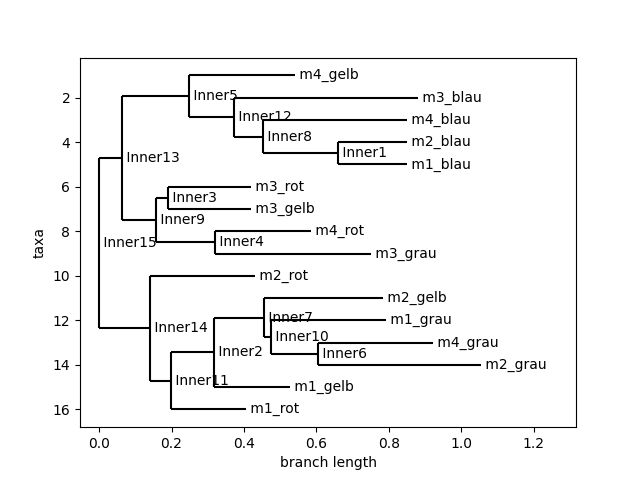 m4_gelb
Inner5
2
m3_blau
Inner12
m4_blau
Inner8
4
m2_blau
Inner1
Inner13
m1_blau
6
m3_rot
Inner3
m3_gelb
Inner9
8
m4_rot
Inner4
Inner15
m3_grau
taxa
10
m2_rot
m2_gelb
Inner7
12
m1_grau
Inner14
Inner10
m4_grau
Inner2
Inner6
14
m2_grau
Inner11
m1_gelb
16
m1_rot
0.0 0.2 0.4 0.6 0.8 1.0 1.2
branch length